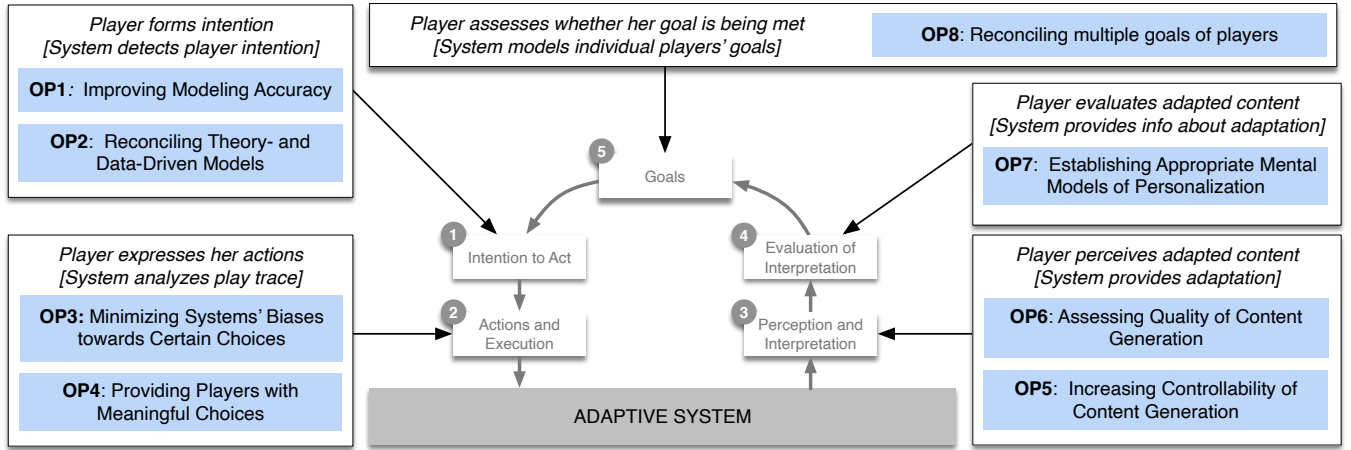 Player forms intention
[System detects player intention]
OP1: Improving Modeling Accuracy
OP2: Reconciling Theory- and
Data-Driven Models
Player assesses whether her goal is being met
[System models individual players' goals]
OP8: Reconciling multiple goals of players
Player evaluates adapted content
[System provides info about adaptation]
OP7: Establishing Appropriate Mental
Models of Personalization
5
Goals
1
Intention to Act
4
Evaluation of
Interpretation
Player expresses her actions
[System analyzes play trace]
OP3: Minimizing Systems' Biases
towards Certain Choices
OP4: Providing Players with
Meaningful Choices
2
Actions and
Execution
3
Perception and
Interpretation
Player perceives adapted content
[System provides adaptation]
OP6: Assessing Quality of Content
Generation
OP5: Increasing Controllability of
Content Generation
ADAPTIVE SYSTEM